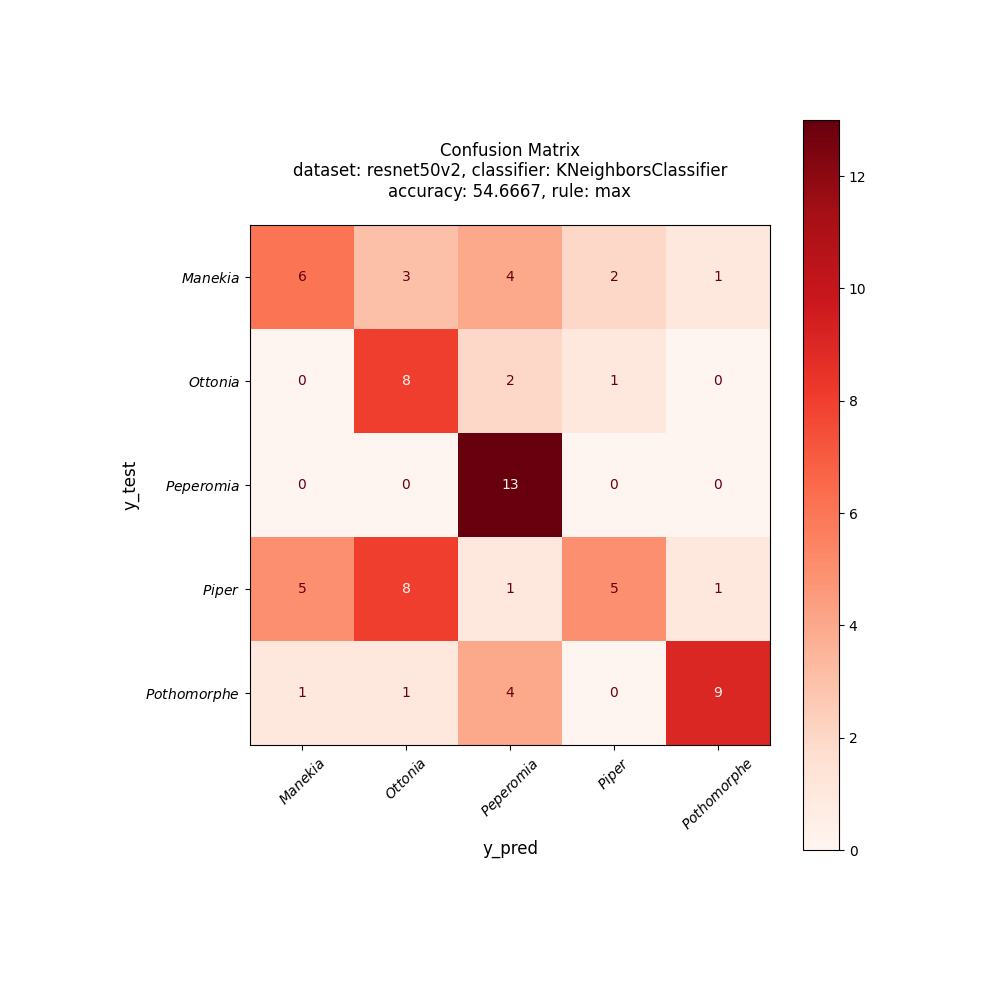 Confusion Matrix
dataset: resnet50v2, classifier: KNeighborsClassifier
accuracy: 54.6667, rule: max
y_test
Manekia 6 3 4 2 1
Ottonia 0 8 2 1 0
Peperomia 0 0 13 0 0
Piper 5 8 1 5 1
Pothomorphe 1 1 4 0 9
Manekia Ottonia Peperomia Piper Pothomorphe
y_pred
12
10
8
6
4
2
0